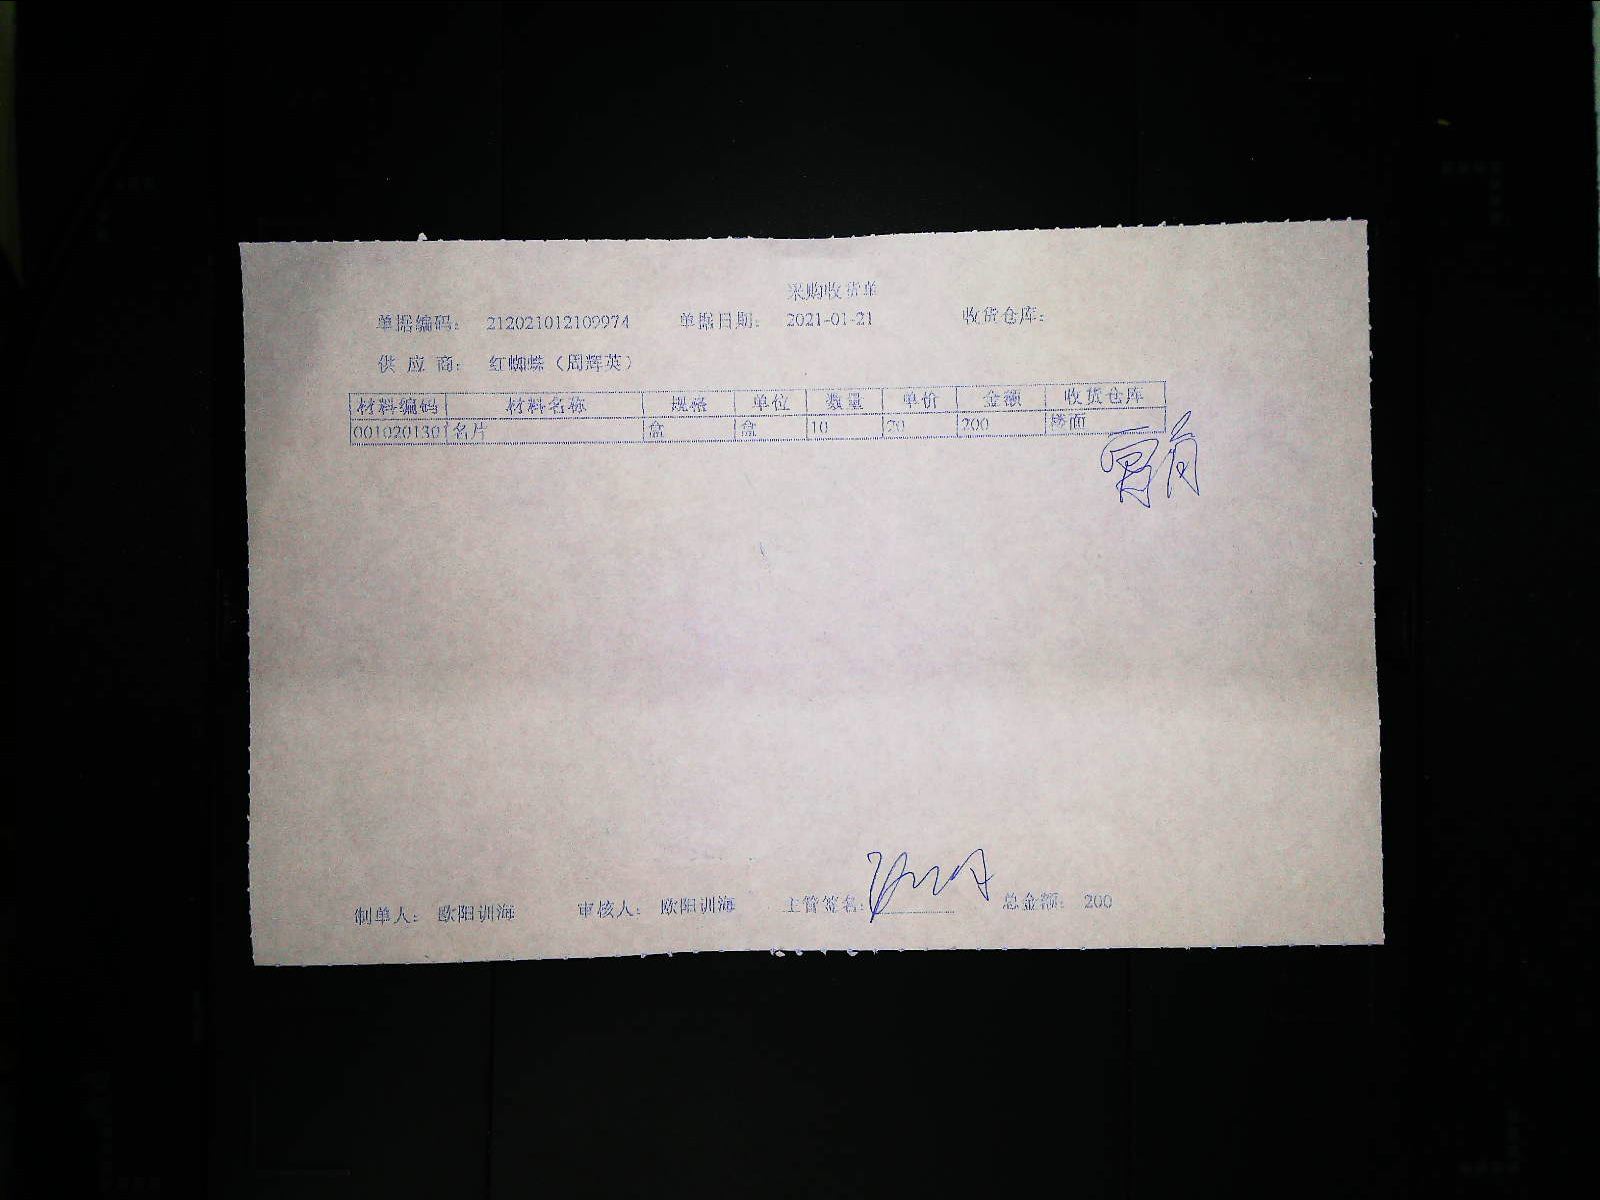 采购收货单
单据编码: 212021012109974 单据日期: 2021-01-21 收货仓库:
供 应 商: 红蜘蛛（周辉英）
材料编码 材料名称 规格 单位 数量 单价 金额 收货仓库
001020130 名片 盒 盒 10 20 200 楼面
制单人: 欧阳训海 审核人: 欧阳训海 主管签名: 总金额: 200